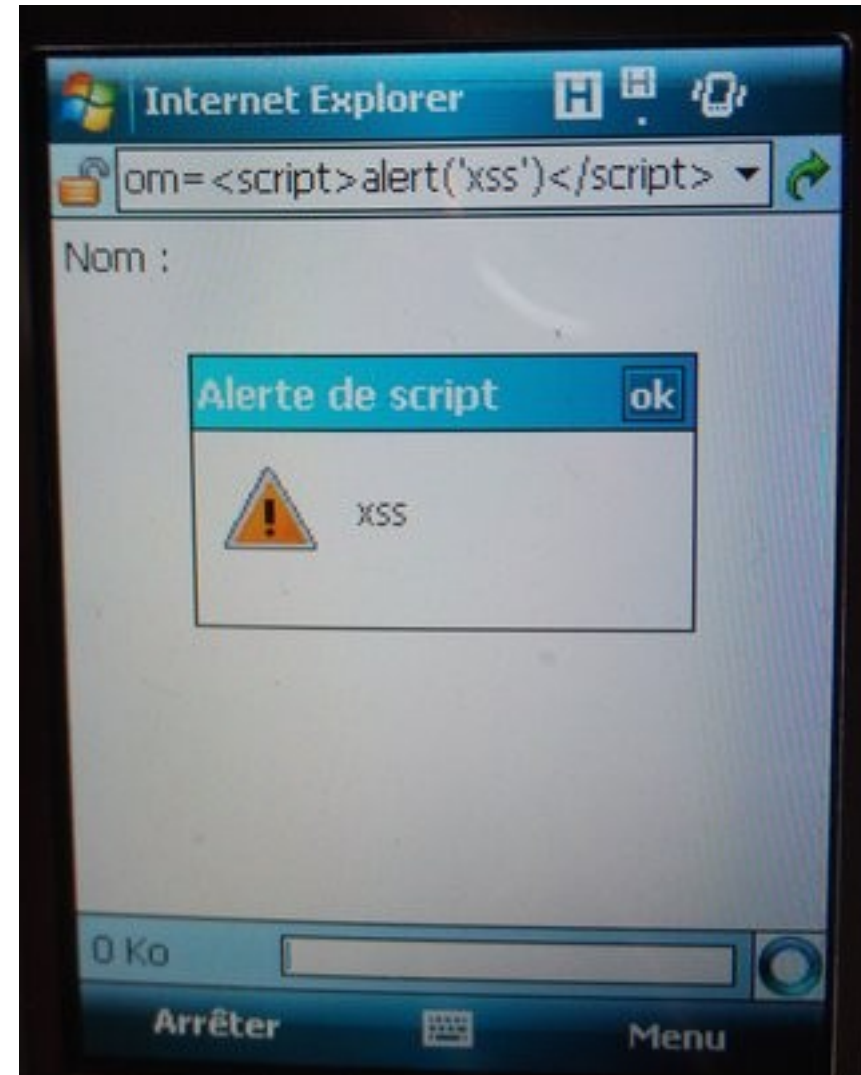 Internet Explorer H H
om=<script>alert('xss')</script>
Nom :
Alerte de script ok
xss
0 Ko
Arrêter Menu